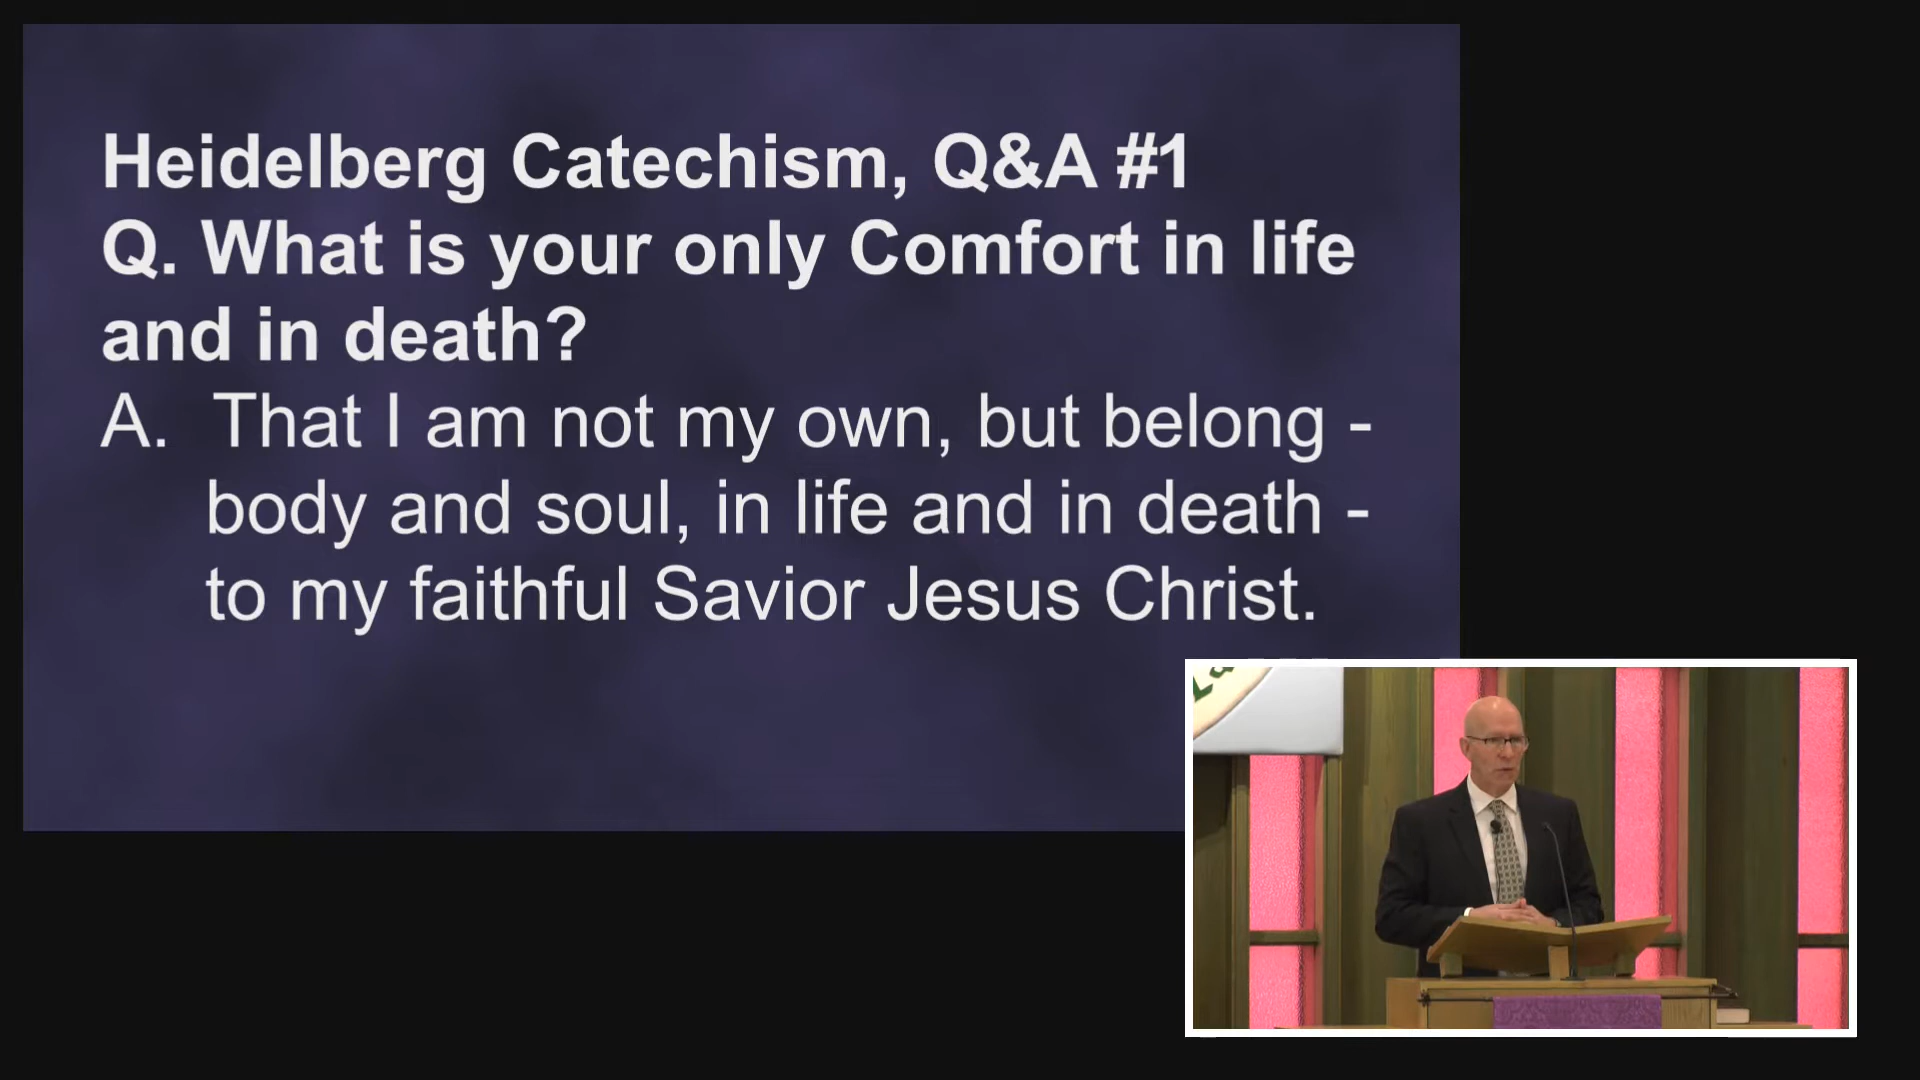 Heidelberg Catechism, Q&A #1
Q. What is your only Comfort in life
and in death?
A. That I am not my own, but belong -
body and soul, in life and in death -
to my faithful Savior Jesus Christ.